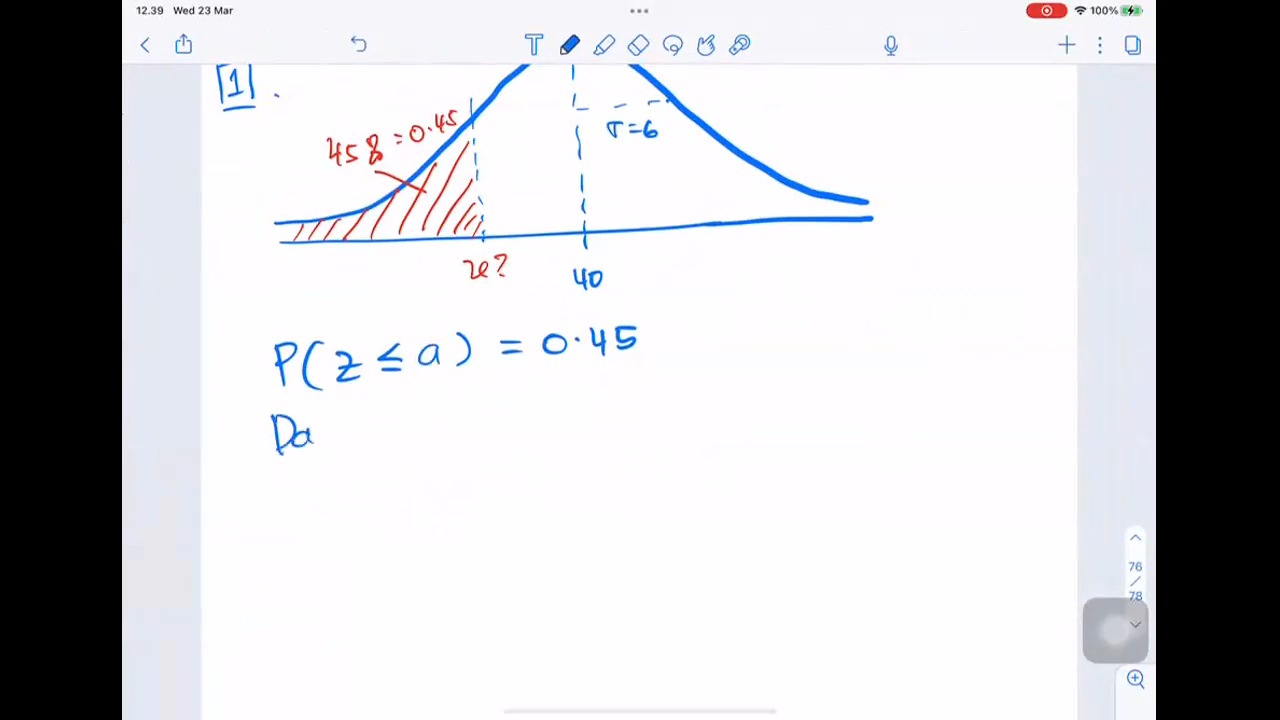 12.39 Wed 23 Mar
100%
[1].
45% = 0.45
σ=6
x?
40
P(z ≤ a) = 0.45
Da
76
/
78